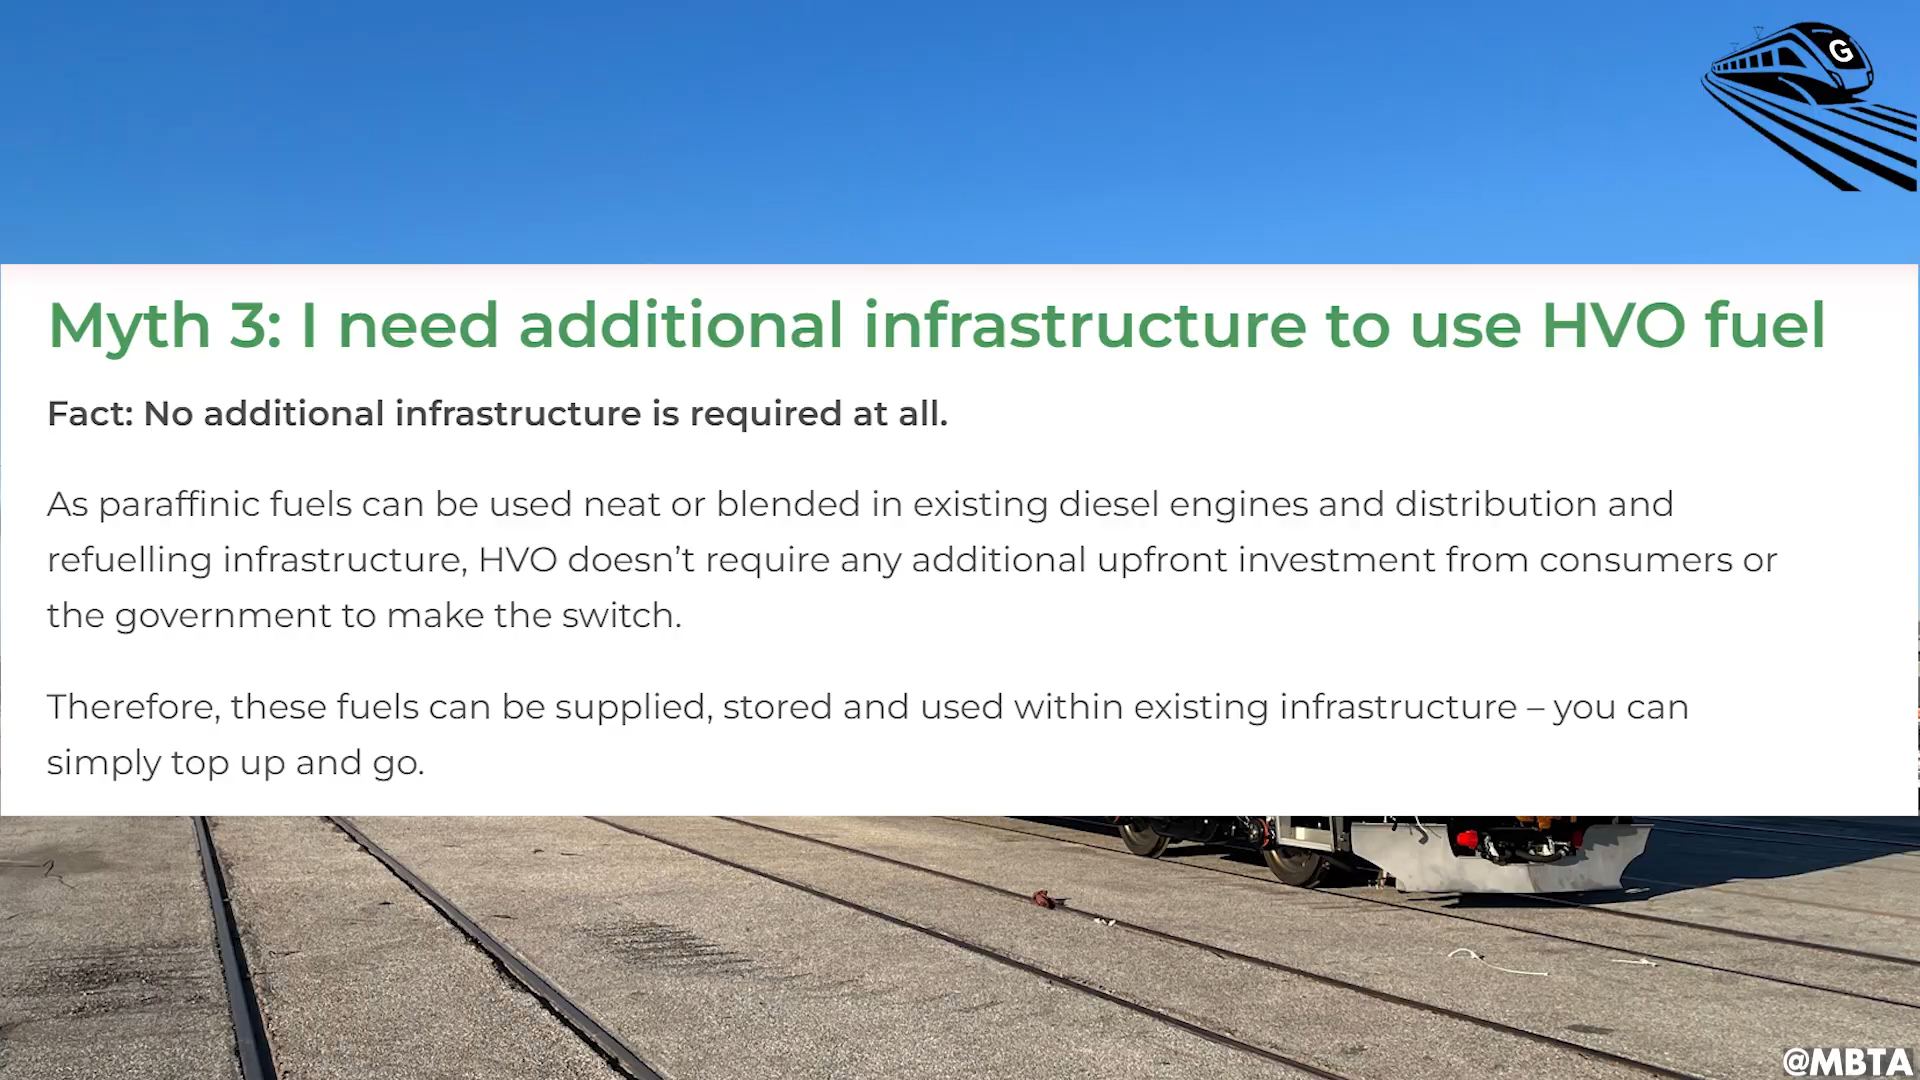 G
Myth 3: I need additional infrastructure to use HVO fuel
Fact: No additional infrastructure is required at all.
As paraffinic fuels can be used neat or blended in existing diesel engines and distribution and
refuelling infrastructure, HVO doesn’t require any additional upfront investment from consumers or
the government to make the switch.
Therefore, these fuels can be supplied, stored and used within existing infrastructure – you can
simply top up and go.
@MBTA